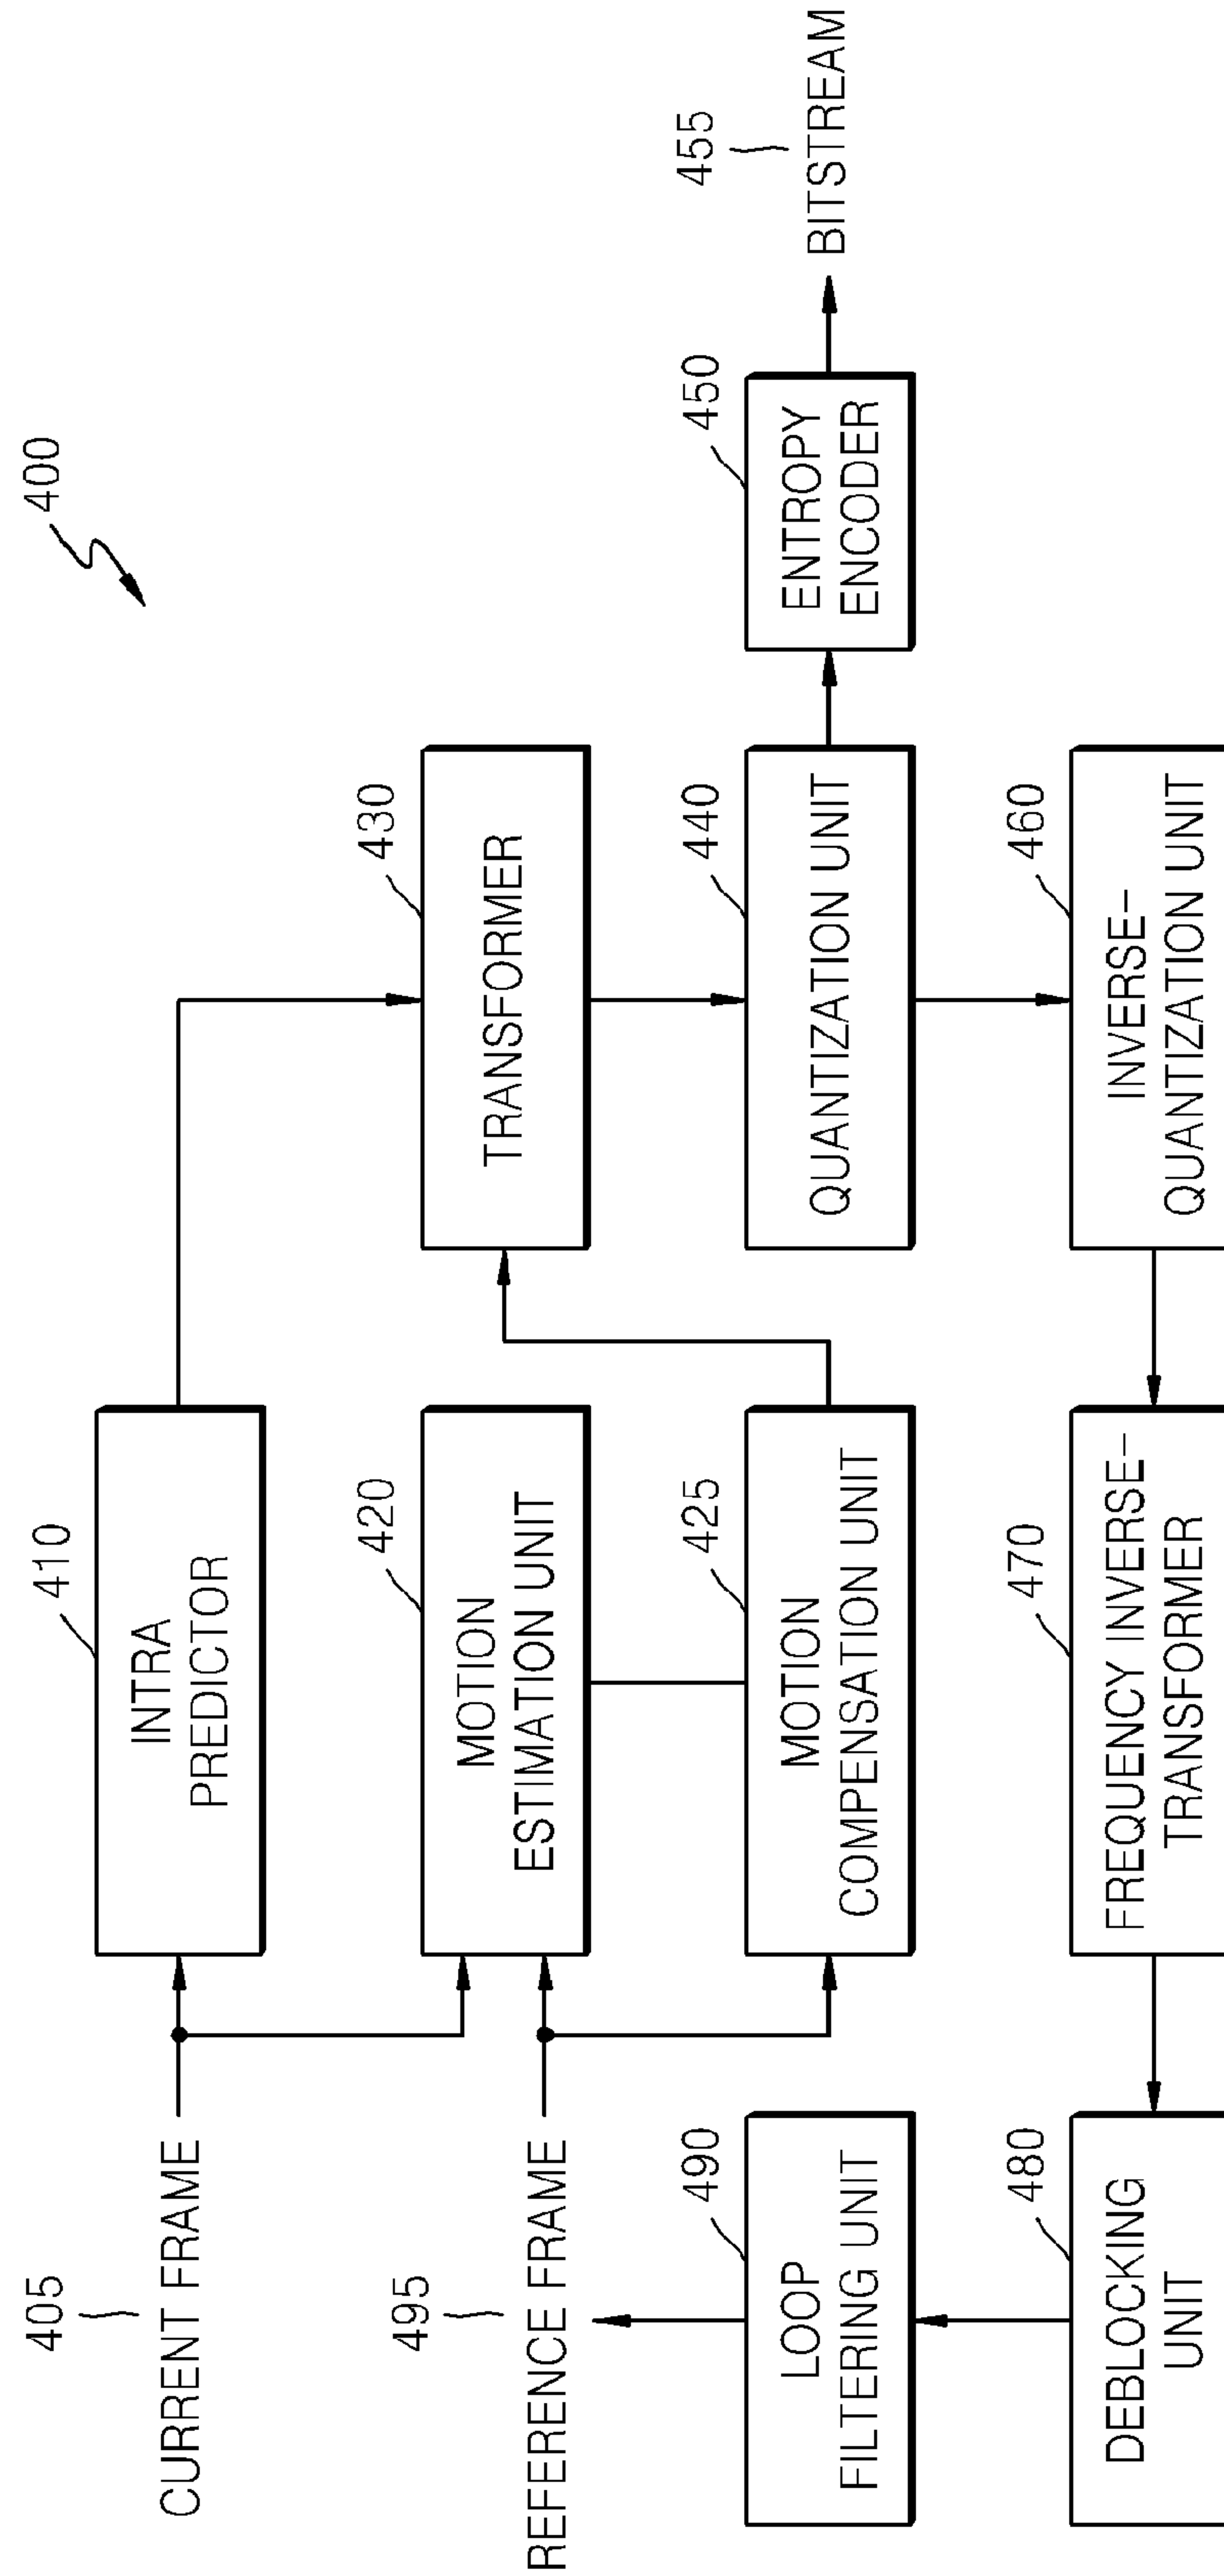 400
405
CURRENT FRAME
410
INTRA
PREDICTOR
495
REFERENCE FRAME
420
MOTION
ESTIMATION UNIT
430
TRANSFORMER
490
LOOP
FILTERING UNIT
425
MOTION
COMPENSATION UNIT
440
QUANTIZATION UNIT
450
ENTROPY
ENCODER
455
BITSTREAM
480
DEBLOCKING
UNIT
470
FREQUENCY INVERSE-
TRANSFORMER
460
INVERSE-
QUANTIZATION UNIT